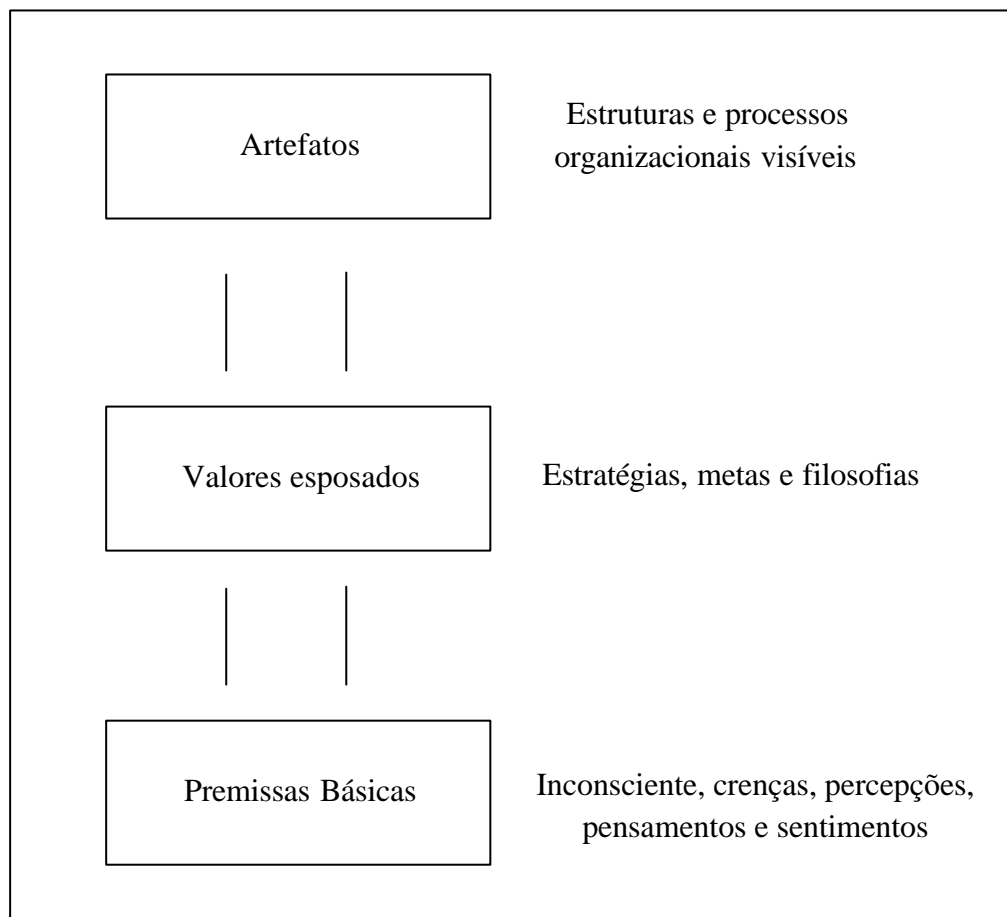 Artefatos
Estruturas e processos
organizacionais visíveis
Valores esposados
Estratégias, metas e filosofias
Premissas Básicas
Inconsciente, crenças, percepções,
pensamentos e sentimentos